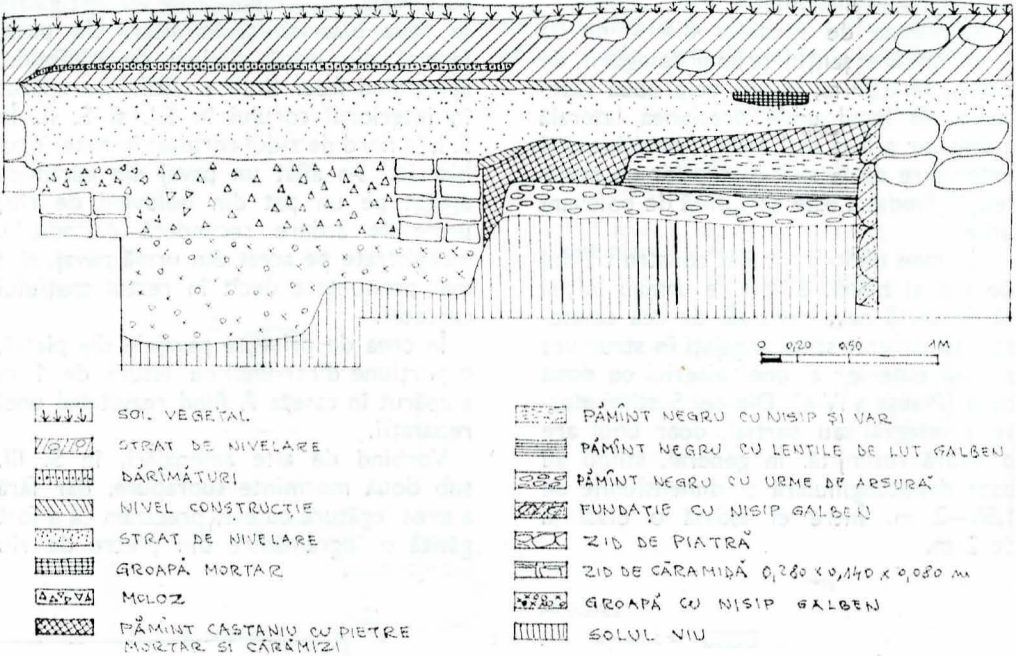 0 0,20 0,50 1M
SOL VEGETAL
STRAT DE NIVELARE
DĂRÎMĂTURI
NIVEL CONSTRUCȚIE
STRAT DE NIVELARE
GROAPĂ MORTAR
MOLOZ
PĂMÎNT CASTANIU CU PIETRE
MORTAR SI CĂRĂMIZI
PĂMÎNT NEGRU CU NISIP ȘI VAR
PĂMÎNT NEGRU CU LENTILE DE LUT GALBEN
PĂMÎNT NEGRU CU URME DE ARSURĂ
FUNDAȚIE CU NISIP GALBEN
ZID DE PIATRĂ
ZID DE CĂRAMIDĂ 0,280 x 0,140 x 0,080 m
GROAPĂ CU NISIP GALBEN
SOLUL VIU